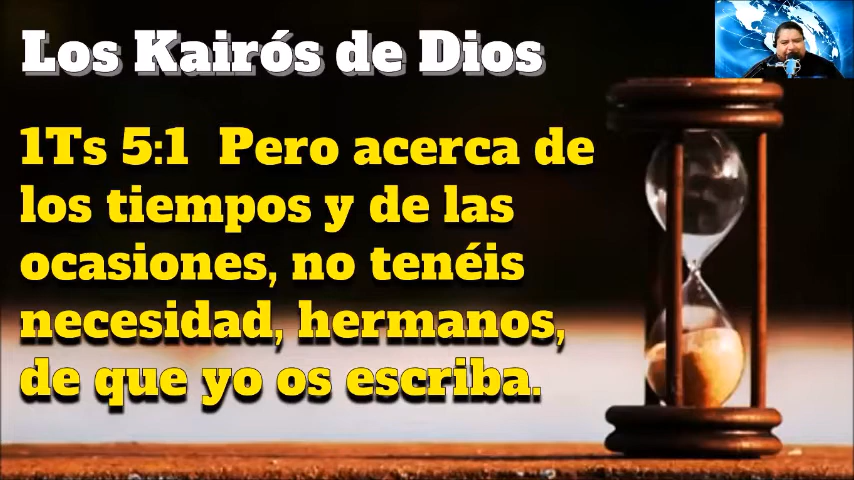 Los Kairós de Dios
1Ts 5:1 Pero acerca de
los tiempos y de las
ocasiones, no tenéis
necesidad, hermanos,
de que yo os escriba.